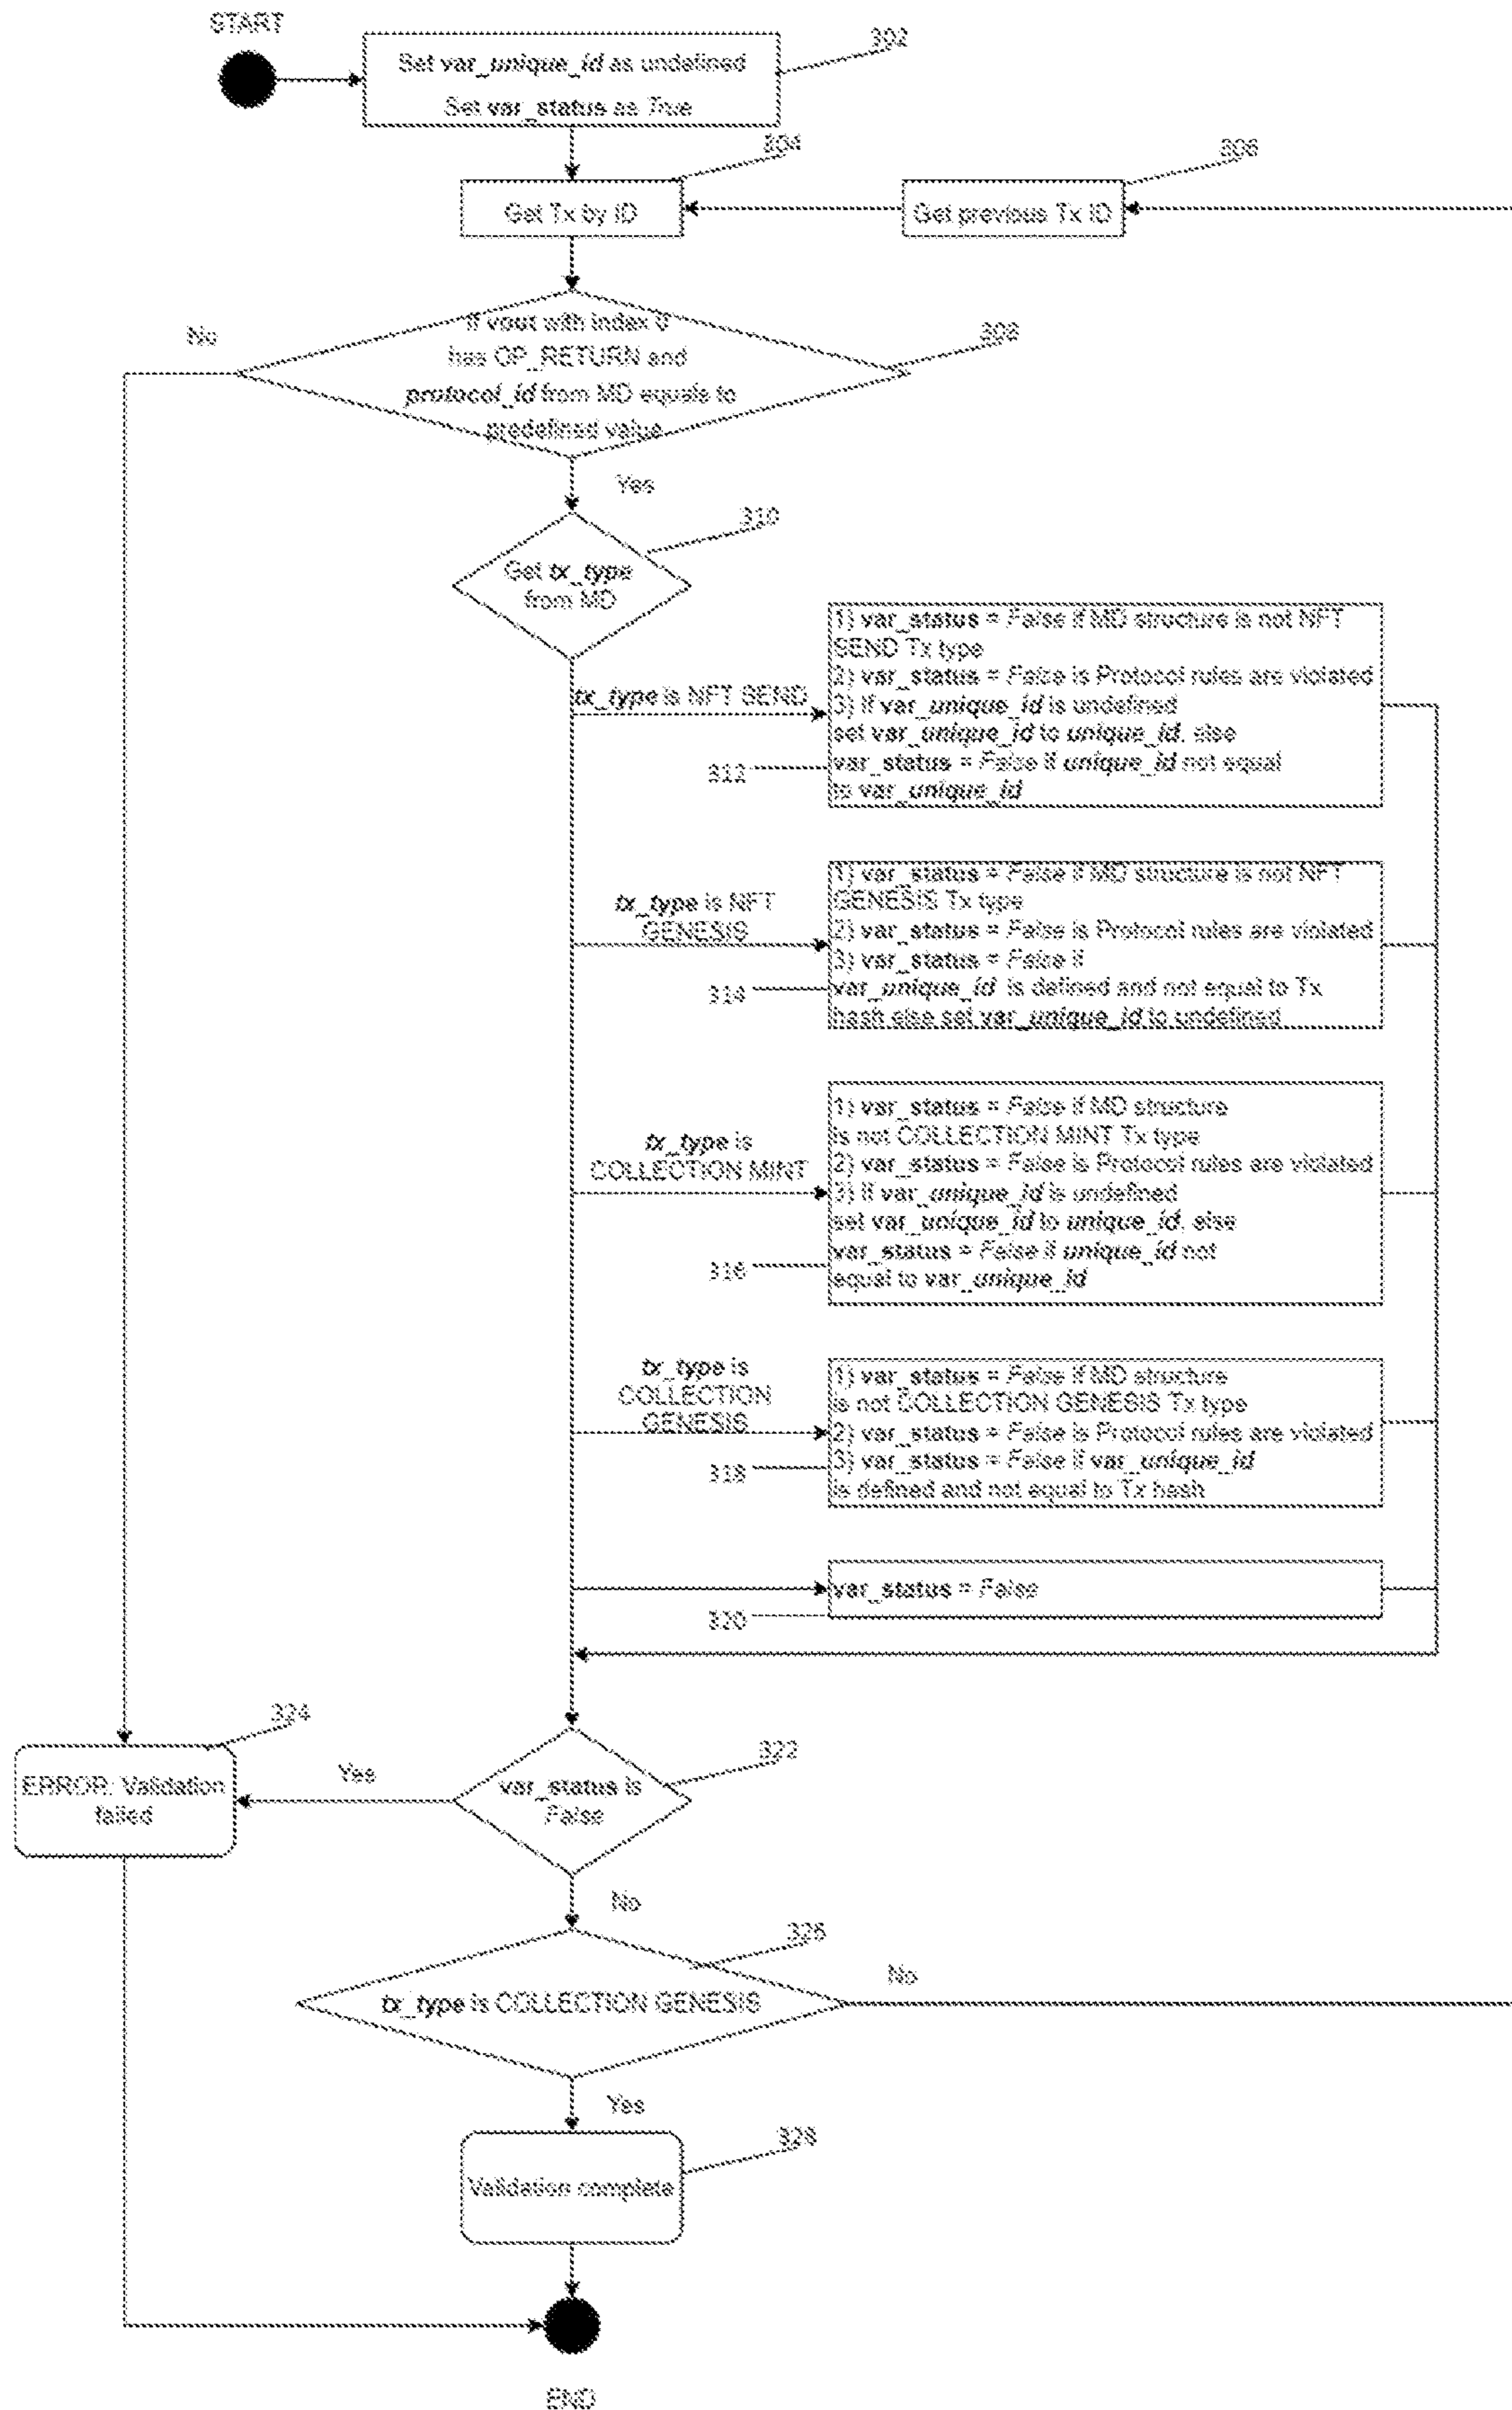 START
302
Set var_unique_id as undefined
Set var_status as True
304
306
Get Tx by ID
Get previous Tx ID
No
308
If vout with index 0
has OP_RETURN and
protocol_id from MD equals to
predefined value
Yes
310
Get tx_type
from MD
tx_type is NFT SEND
1) var_status = False if MD structure is not NFT
SEND Tx type
2) var_status = False is Protocol rules are violated
3) if var_unique_id is undefined
set var_unique_id to unique_id, else
var_status = False if unique_id not equal
to var_unique_id
312
tx_type is NFT
GENESIS
1) var_status = False if MD structure is not NFT
GENESIS Tx type
2) var_status = False is Protocol rules are violated
3) var_status = False if
var_unique_id is defined and not equal to Tx
hash else set var_unique_id to undefined
314
tx_type is
COLLECTION MINT
1) var_status = False if MD structure
is not COLLECTION MINT Tx type
2) var_status = False is Protocol rules are violated
3) if var_unique_id is undefined
set var_unique_id to unique_id, else
var_status = False if unique_id not
equal to var_unique_id
316
tx_type is
COLLECTION
GENESIS
1) var_status = False if MD structure
is not COLLECTION GENESIS Tx type
2) var_status = False is Protocol rules are violated
3) var_status = False if var_unique_id
is defined and not equal to Tx hash
318
var_status = False
320
324
322
ERROR: Validation
failed
Yes
var_status is
False
No
326
tx_type is COLLECTION GENESIS
No
Yes
328
Validation complete
END